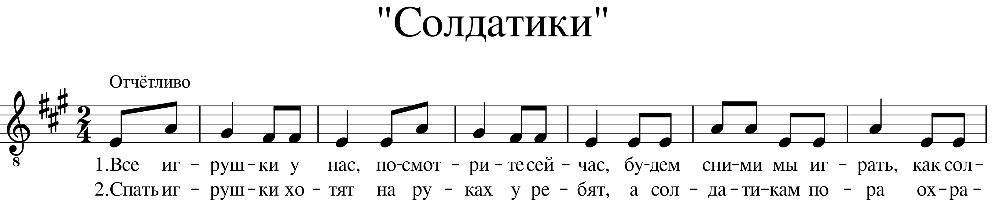 "Солдатики"
Отчётливо
2
4
8
1.Все иг - руш - ки у нас, по-смот - ри - те сей - час, бу-дем сни-ми мы иг - рать, как сол -
2.Спать иг - руш - ки хо - тят на ру - ках у ре - бят, а сол - да - ти-кам по - ра ох - ра -